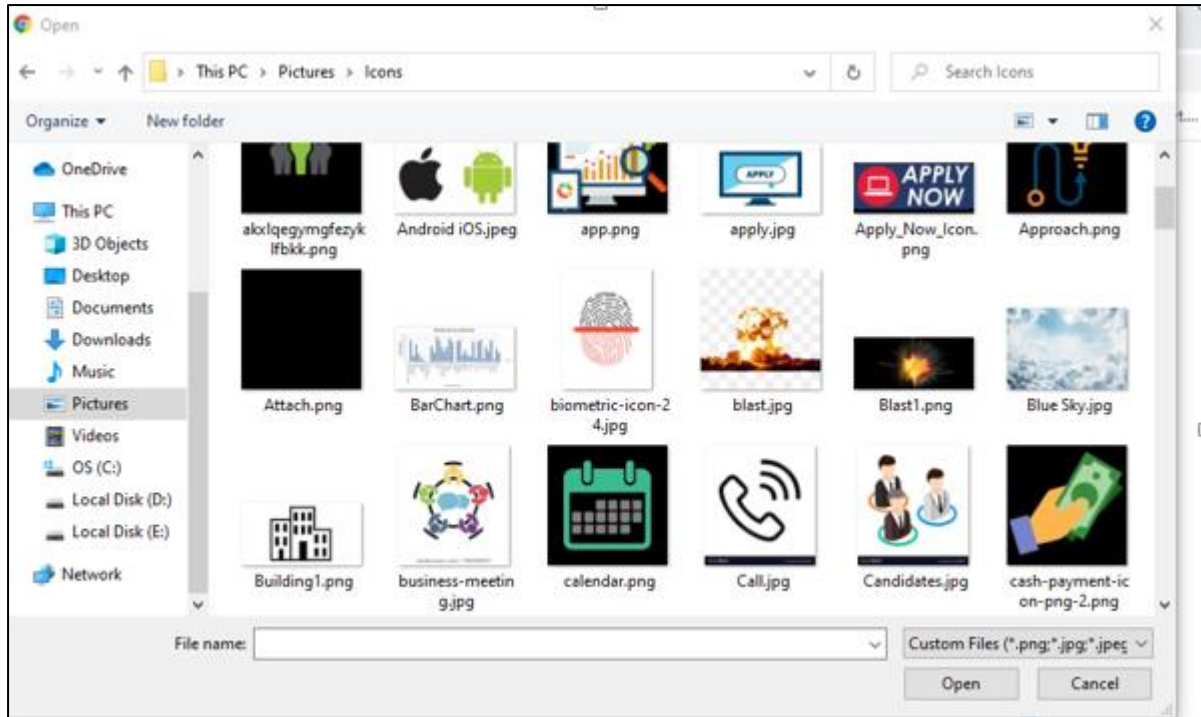 Open
This PC > Pictures > Icons
Search Icons
Organize
New folder
OneDrive
This PC
3D Objects
Desktop
Documents
Downloads
Music
Pictures
Videos
OS (C:)
Local Disk (D:)
Local Disk (E:)
Network
APPLY
APPLY
NOW
akxlqegymgfezyk
lfbkk.png
Android iOS.jpeg
app.png
apply.jpg
Apply_Now_Icon.
png
Approach.png
Attach.png
BarChart.png
biometric-icon-2
4.jpg
blast.jpg
Blast1.png
Blue Sky.jpg
Building1.png
business-meetin
g.jpg
calendar.png
Call.jpg
Candidates.jpg
cash-payment-ic
on-png-2.png
File name:
Custom Files (*.png;*.jpg;*.jpeg
Open
Cancel